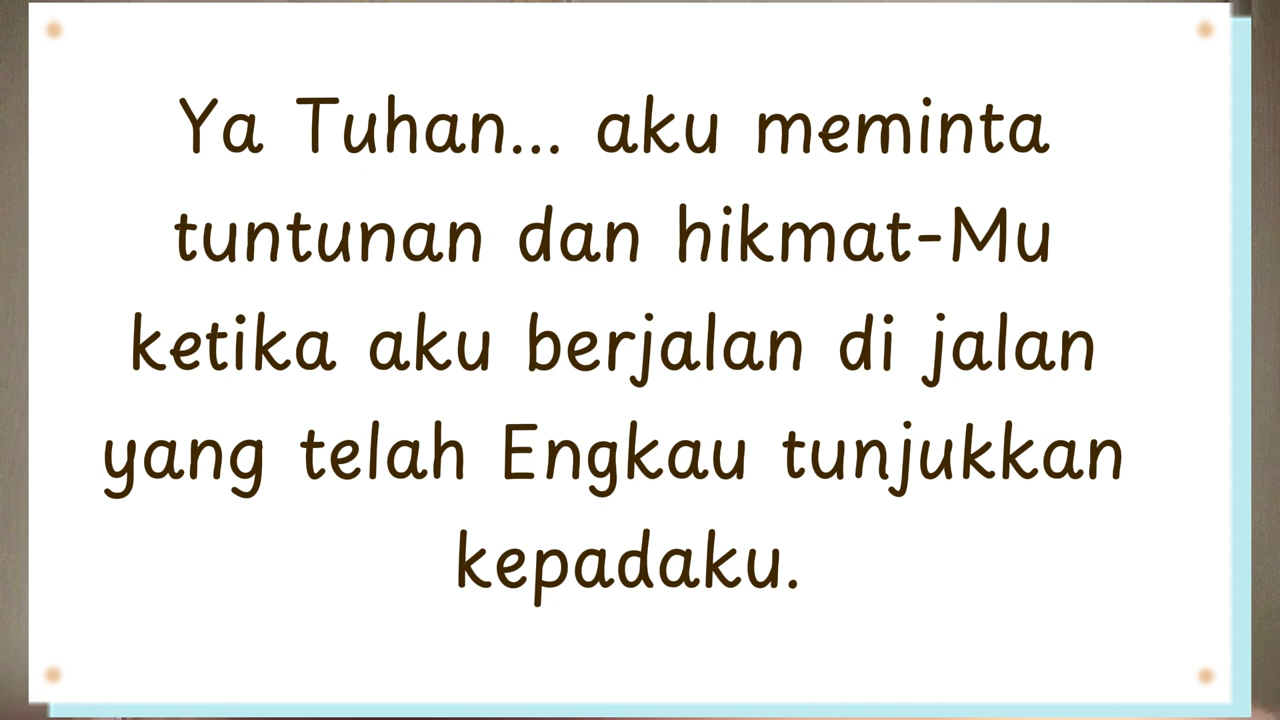 Ya Tuhan... aku meminta
tuntunan dan hikmat-Mu
ketika aku berjalan di jalan
yang telah Engkau tunjukkan
kepadaku.